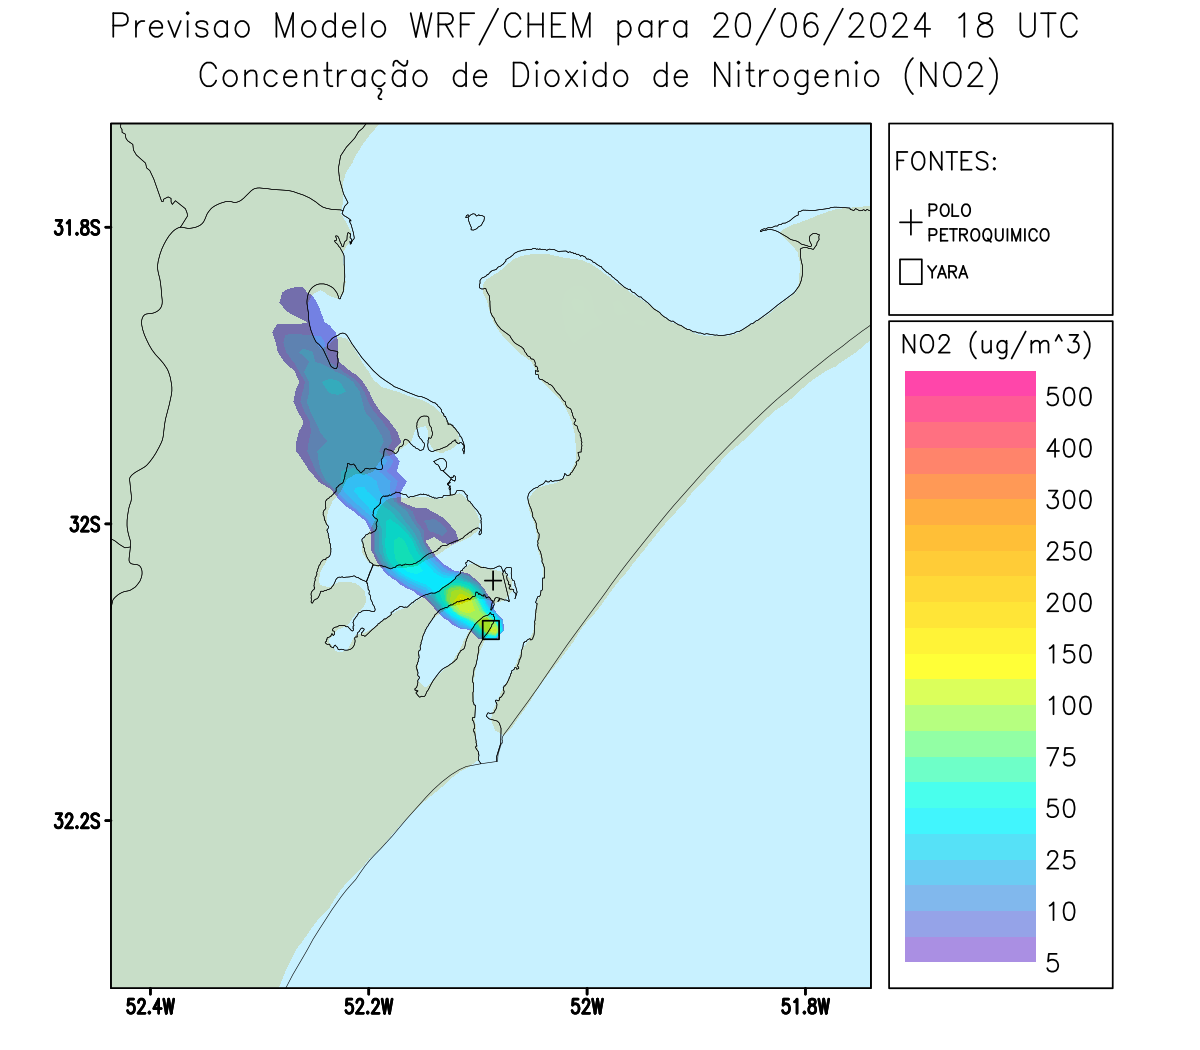 Previsao Modelo WRF/CHEM para 20/06/2024 18 UTC
Concentração de Dioxido de Nitrogenio (NO2)
FONTES:
POLO
PETROQUIMICO
YARA
NO2 (ug/m^3)
500
400
300
250
200
150
100
75
50
25
10
5
31.8S
32S
32.2S
52.4W
52.2W
52W
51.8W